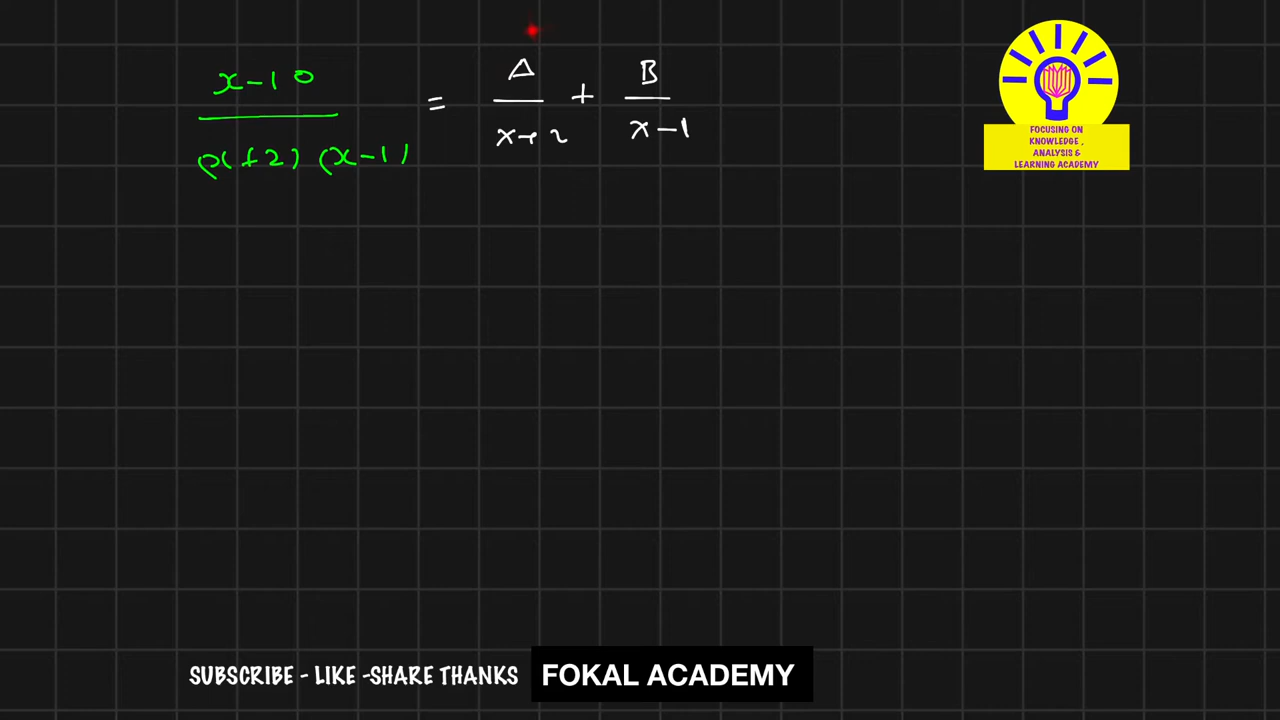 x-10 / (x+2) (x-1) = A / x+2 + B / x-1
FOCUSING ON
KNOWLEDGE ,
ANALYSIS &
LEARNING ACADEMY
SUBSCRIBE - LIKE -SHARE THANKS FOKAL ACADEMY